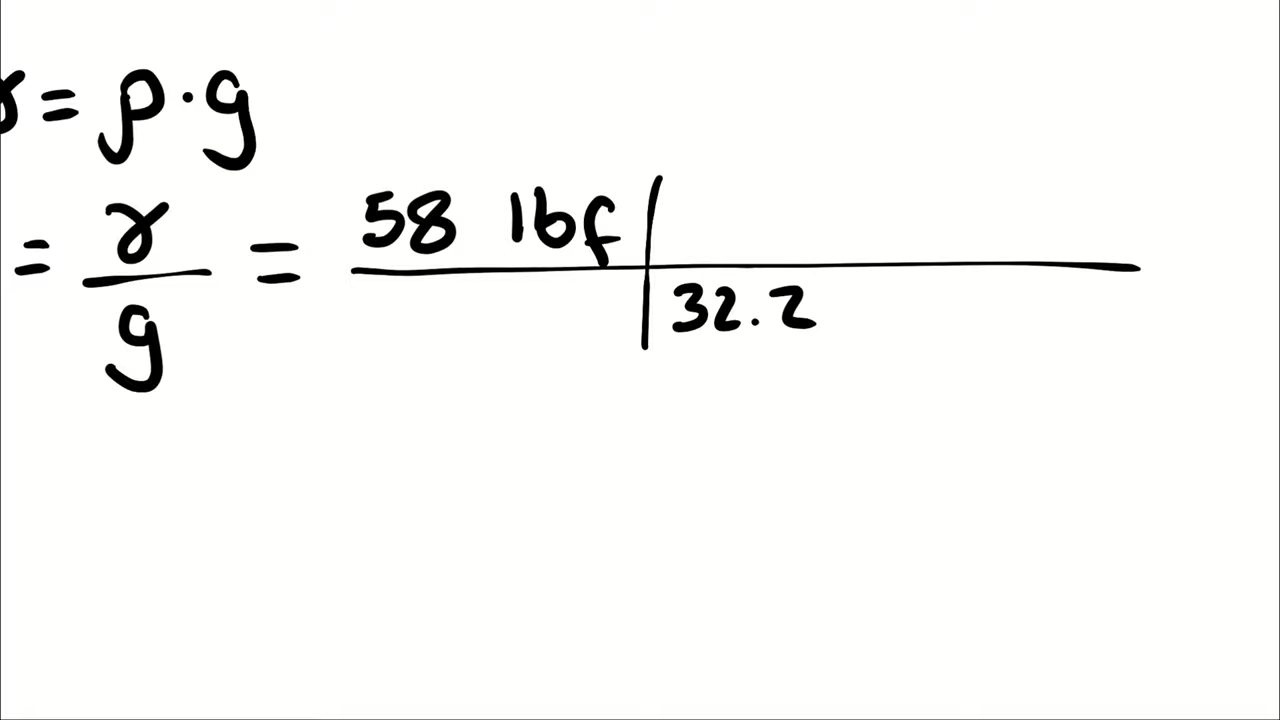 γ = ρ · g
= γ / g = 58 lbf
32.2